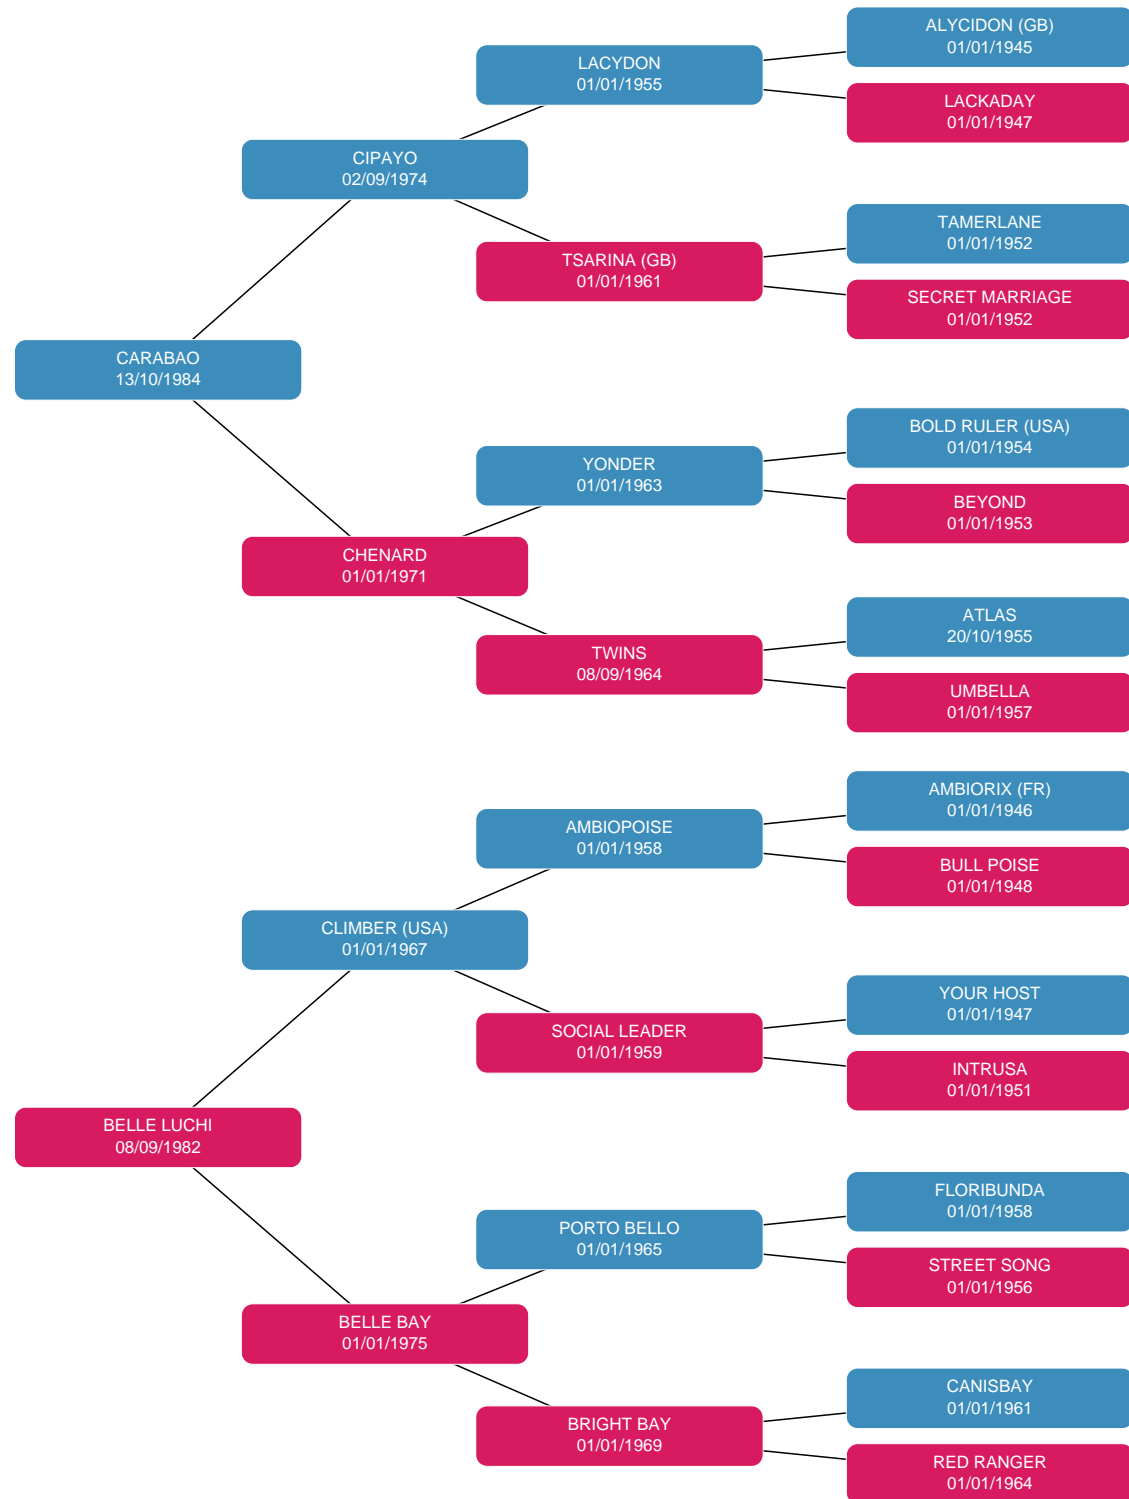 ALYCIDON (GB)
01/01/1945
LACYDON
01/01/1955
LACKADAY
01/01/1947
CIPAYO
02/09/1974
TAMERLANE
01/01/1952
TSARINA (GB)
01/01/1961
SECRET MARRIAGE
01/01/1952
CARABAO
13/10/1984
BOLD RULER (USA)
01/01/1954
YONDER
01/01/1963
BEYOND
01/01/1953
CHENARD
01/01/1971
ATLAS
20/10/1955
TWINS
08/09/1964
UMBELLA
01/01/1957
AMBIORIX (FR)
01/01/1946
AMBIOPOISE
01/01/1958
BULL POISE
01/01/1948
CLIMBER (USA)
01/01/1967
YOUR HOST
01/01/1947
SOCIAL LEADER
01/01/1959
INTRUSA
01/01/1951
BELLE LUCHI
08/09/1982
FLORIBUNDA
01/01/1958
PORTO BELLO
01/01/1965
STREET SONG
01/01/1956
BELLE BAY
01/01/1975
CANISBAY
01/01/1961
BRIGHT BAY
01/01/1969
RED RANGER
01/01/1964